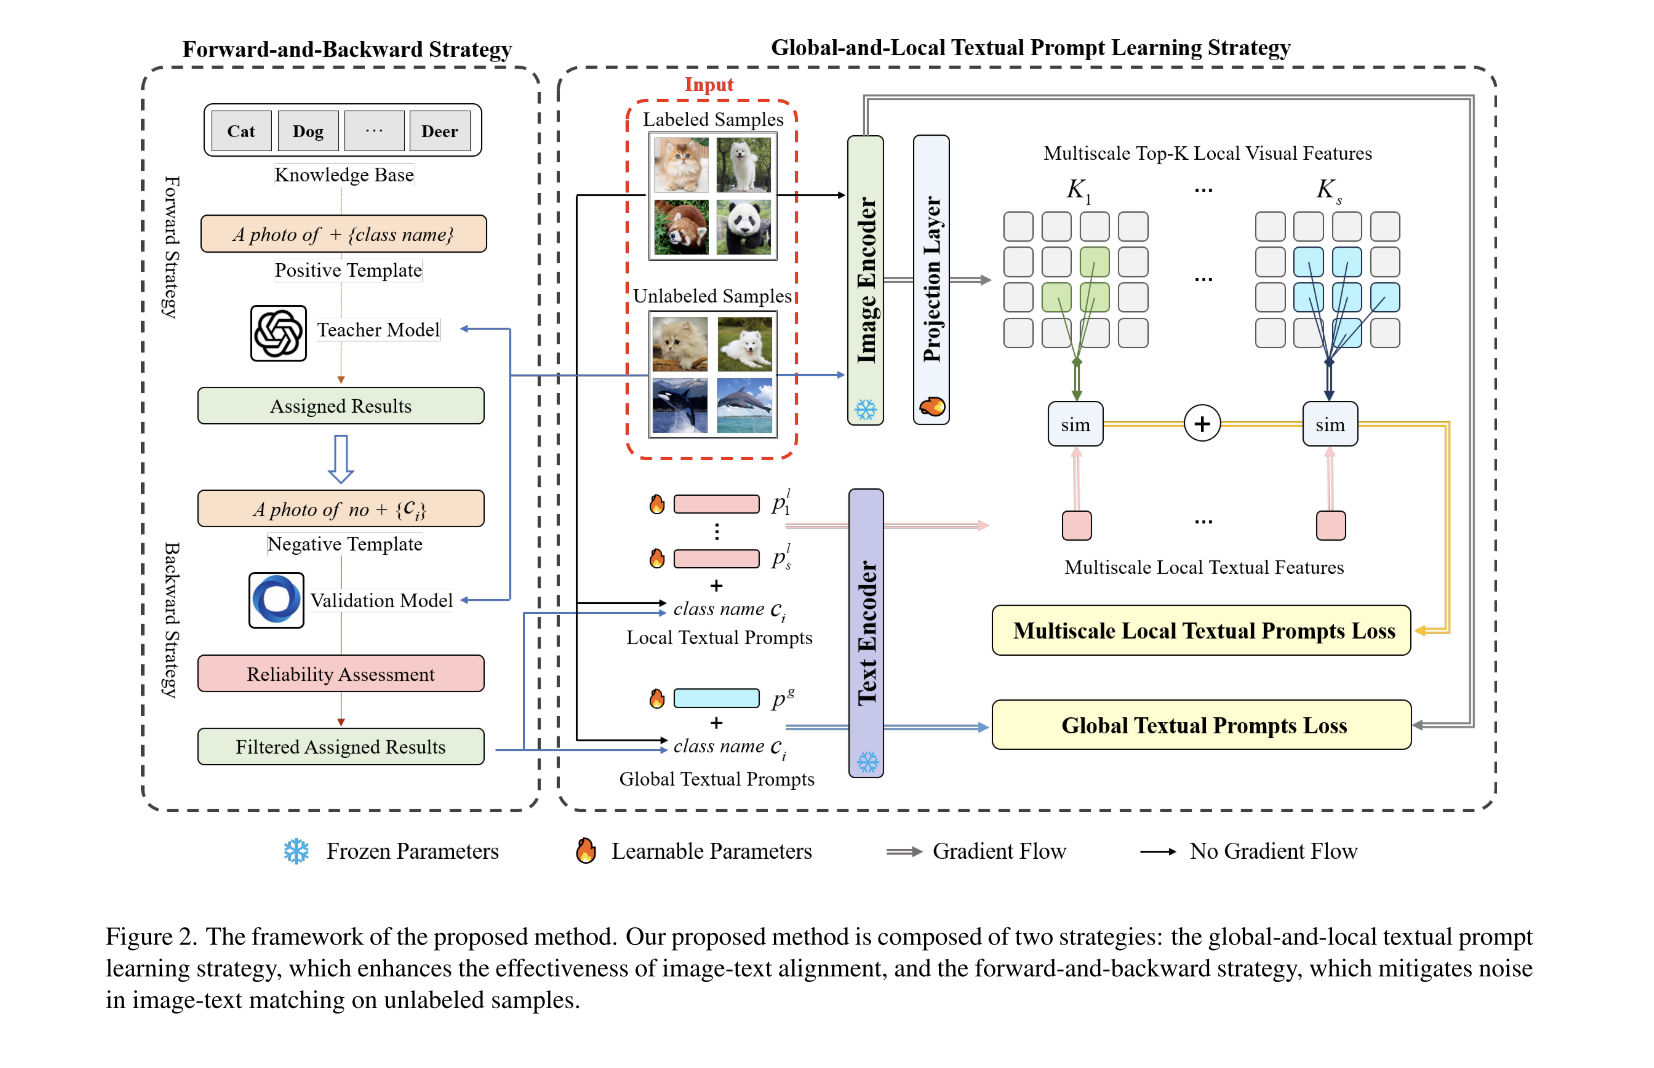 Forward-and-Backward Strategy
Forward Strategy
Cat Dog ... Deer
Knowledge Base
A photo of + {class name}
Positive Template
Teacher Model
Assigned Results
Backward Strategy
A photo of no + {c_i}
Negative Template
Validation Model
Reliability Assessment
Filtered Assigned Results
Global-and-Local Textual Prompt Learning Strategy
Input
Labeled Samples
Unlabeled Samples
Image Encoder
Projection Layer
Multiscale Top-K Local Visual Features
K_1 ... K_s
...
sim + sim
...
Multiscale Local Textual Features
p_1^l
⋮
p_s^l
+
class name c_i
Local Textual Prompts
p^g
+
class name c_i
Global Textual Prompts
Text Encoder
Multiscale Local Textual Prompts Loss
Global Textual Prompts Loss
Frozen Parameters Learnable Parameters Gradient Flow No Gradient Flow
Figure 2. The framework of the proposed method. Our proposed method is composed of two strategies: the global-and-local textual prompt
learning strategy, which enhances the effectiveness of image-text alignment, and the forward-and-backward strategy, which mitigates noise
in image-text matching on unlabeled samples.